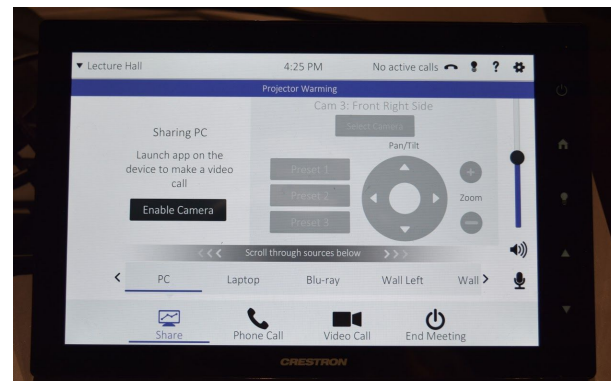 Lecture Hall
4:25 PM
No active calls
?
Projector Warming
Cam 3: Front Right Side
Select Camera
Sharing PC
Launch app on the
device to make a video
call
Enable Camera
Pan/Tilt
Preset 1
Preset 2
Preset 3
Zoom
Scroll through sources below
PC
Laptop
Blu-ray
Wall Left
Wall
Share
Phone Call
Video Call
End Meeting
CRESTRON